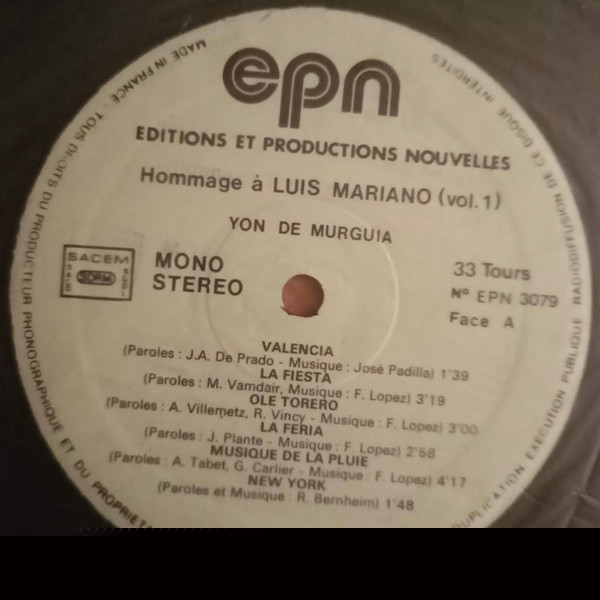 epn
EDITIONS ET PRODUCTIONS NOUVELLES
Hommage à LUIS MARIANO (vol.1)
YON DE MURGUIA
SACEM
SDRM
MONO
STEREO
33 Tours
Nº EPN 3079
Face A
VALENCIA
(Paroles : J.A. De Prado - Musique : José Padilla) 1'39
LA FIESTA
(Paroles : M. Vamdair, Musique : F. Lopez) 3'19
OLE TORERO
(Paroles : A. Villemetz, R. Vincy - Musique : F. Lopez) 3'00
LA FERIA
(Paroles : J. Plante - Musique : F. Lopez) 2'58
MUSIQUE DE LA PLUIE
(Paroles : A. Tabet, G. Carlier - Musique : F. Lopez) 4'17
NEW YORK
(Paroles et Musique : R. Bernheim) 1'48
MADE IN FRANCE · TOUS DROITS DU PRODUCTEUR PHONOGRAPHIQUE ET DU
DUPLICATION EXECUTION PUBLIQUE RADIODIFFUSION DE CE DISQUE INTERDITES